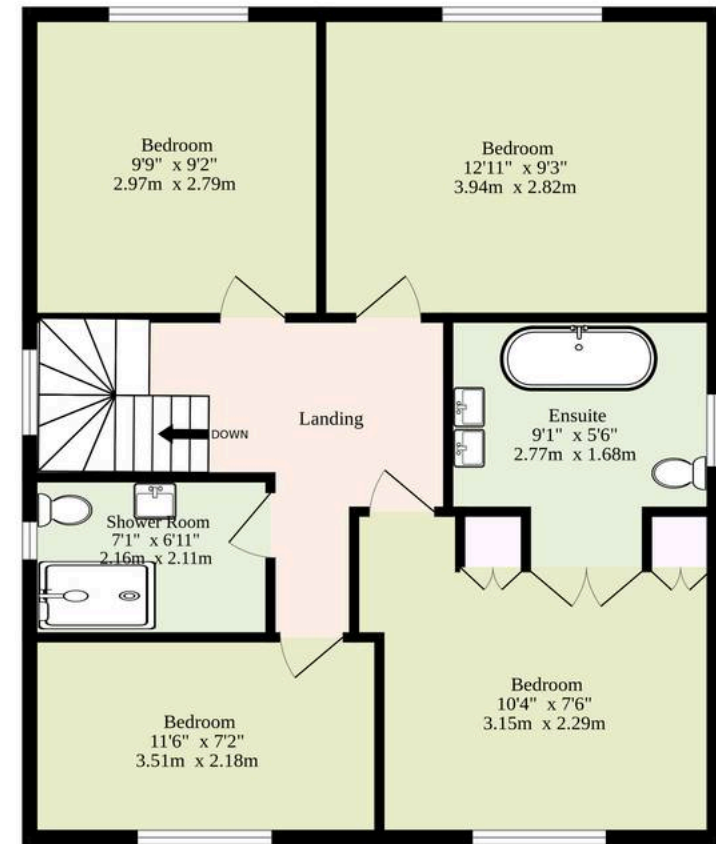 Bedroom
9'9" x 9'2"
2.97m x 2.79m
Bedroom
12'11" x 9'3"
3.94m x 2.82m
Landing
DOWN
Ensuite
9'1" x 5'6"
2.77m x 1.68m
Shower Room
7'1" x 6'11"
2.16m x 2.11m
Bedroom
11'6" x 7'2"
3.51m x 2.18m
Bedroom
10'4" x 7'6"
3.15m x 2.29m